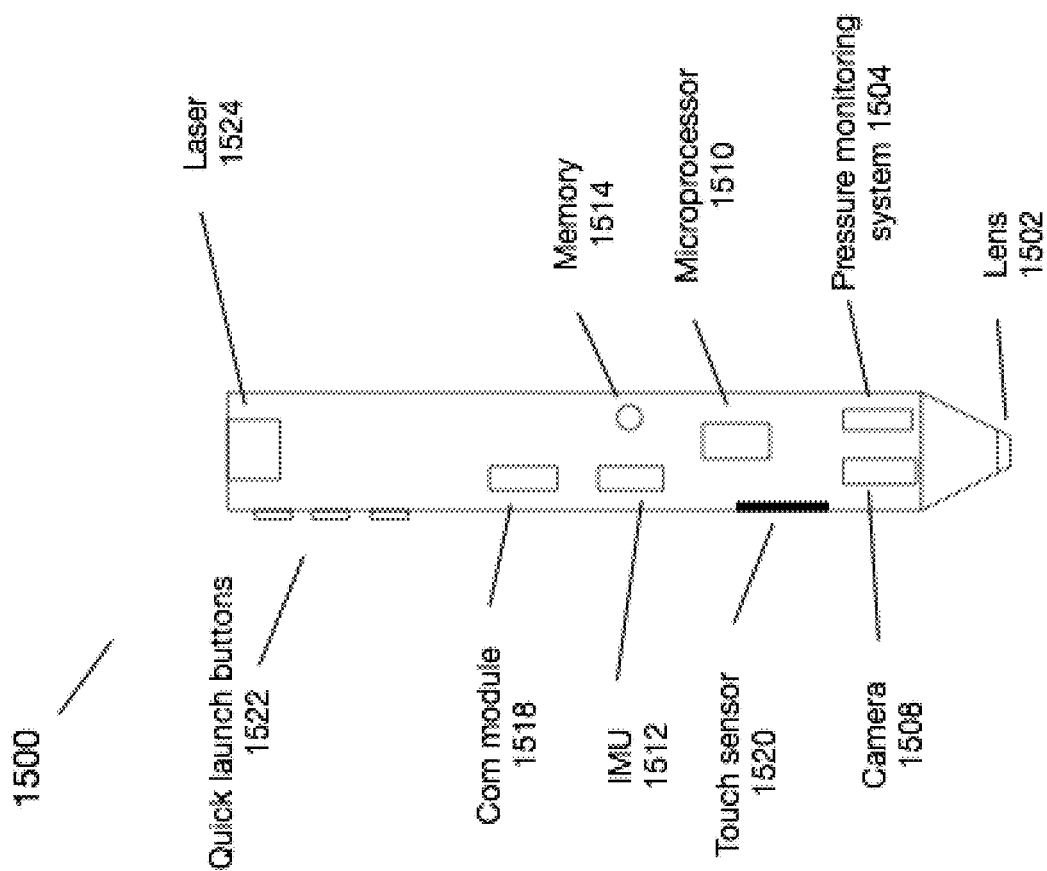 1500
Quick launch buttons
1522
Com module
1518
IMU
1512
Touch sensor
1520
Camera
1508
Laser
1524
Memory
1514
Microprocessor
1510
Pressure monitoring
system 1504
Lens
1502